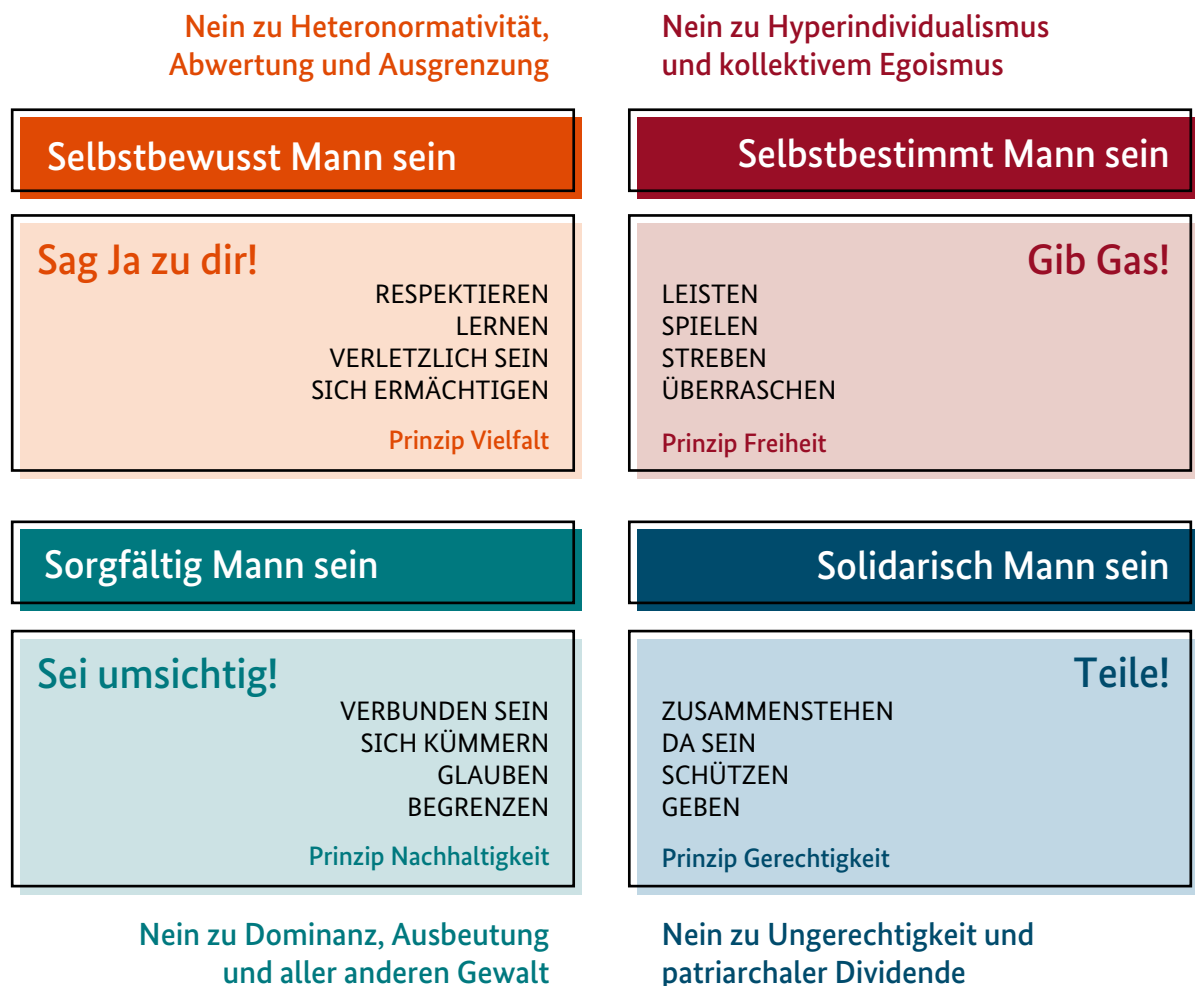 Nein zu Heteronormativität,
Abwertung und Ausgrenzung
Selbstbewusst Mann sein
Sag Ja zu dir!
RESPEKTIEREN
LERNEN
VERLETZLICH SEIN
SICH ERMÄCHTIGEN
Prinzip Vielfalt
Nein zu Hyperindividualismus
und kollektivem Egoismus
Selbstbestimmt Mann sein
Gib Gas!
LEISTEN
SPIELEN
STREBEN
ÜBERRASCHEN
Prinzip Freiheit
Sorgfältig Mann sein
Sei umsichtig!
VERBUNDEN SEIN
SICH KÜMMERN
GLAUBEN
BEGRENZEN
Prinzip Nachhaltigkeit
Nein zu Dominanz, Ausbeutung
und aller anderen Gewalt
Solidarisch Mann sein
Teile!
ZUSAMMENSTEHEN
DA SEIN
SCHÜTZEN
GEBEN
Prinzip Gerechtigkeit
Nein zu Ungerechtigkeit und
patriarchaler Dividende